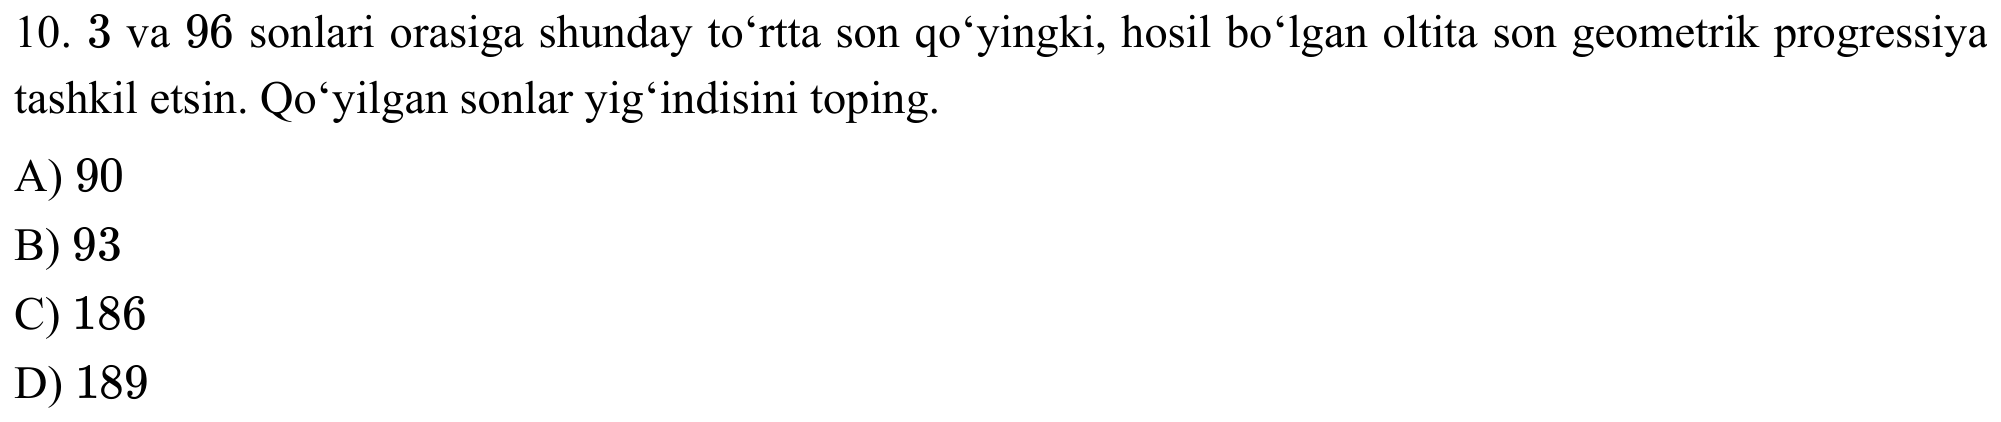 10. 3 va 96 sonlari orasiga shunday to‘rtta son qo‘yingki, hosil bo‘lgan oltita son geometrik progressiya
tashkil etsin. Qo‘yilgan sonlar yig‘indisini toping.
A) 90
B) 93
C) 186
D) 189